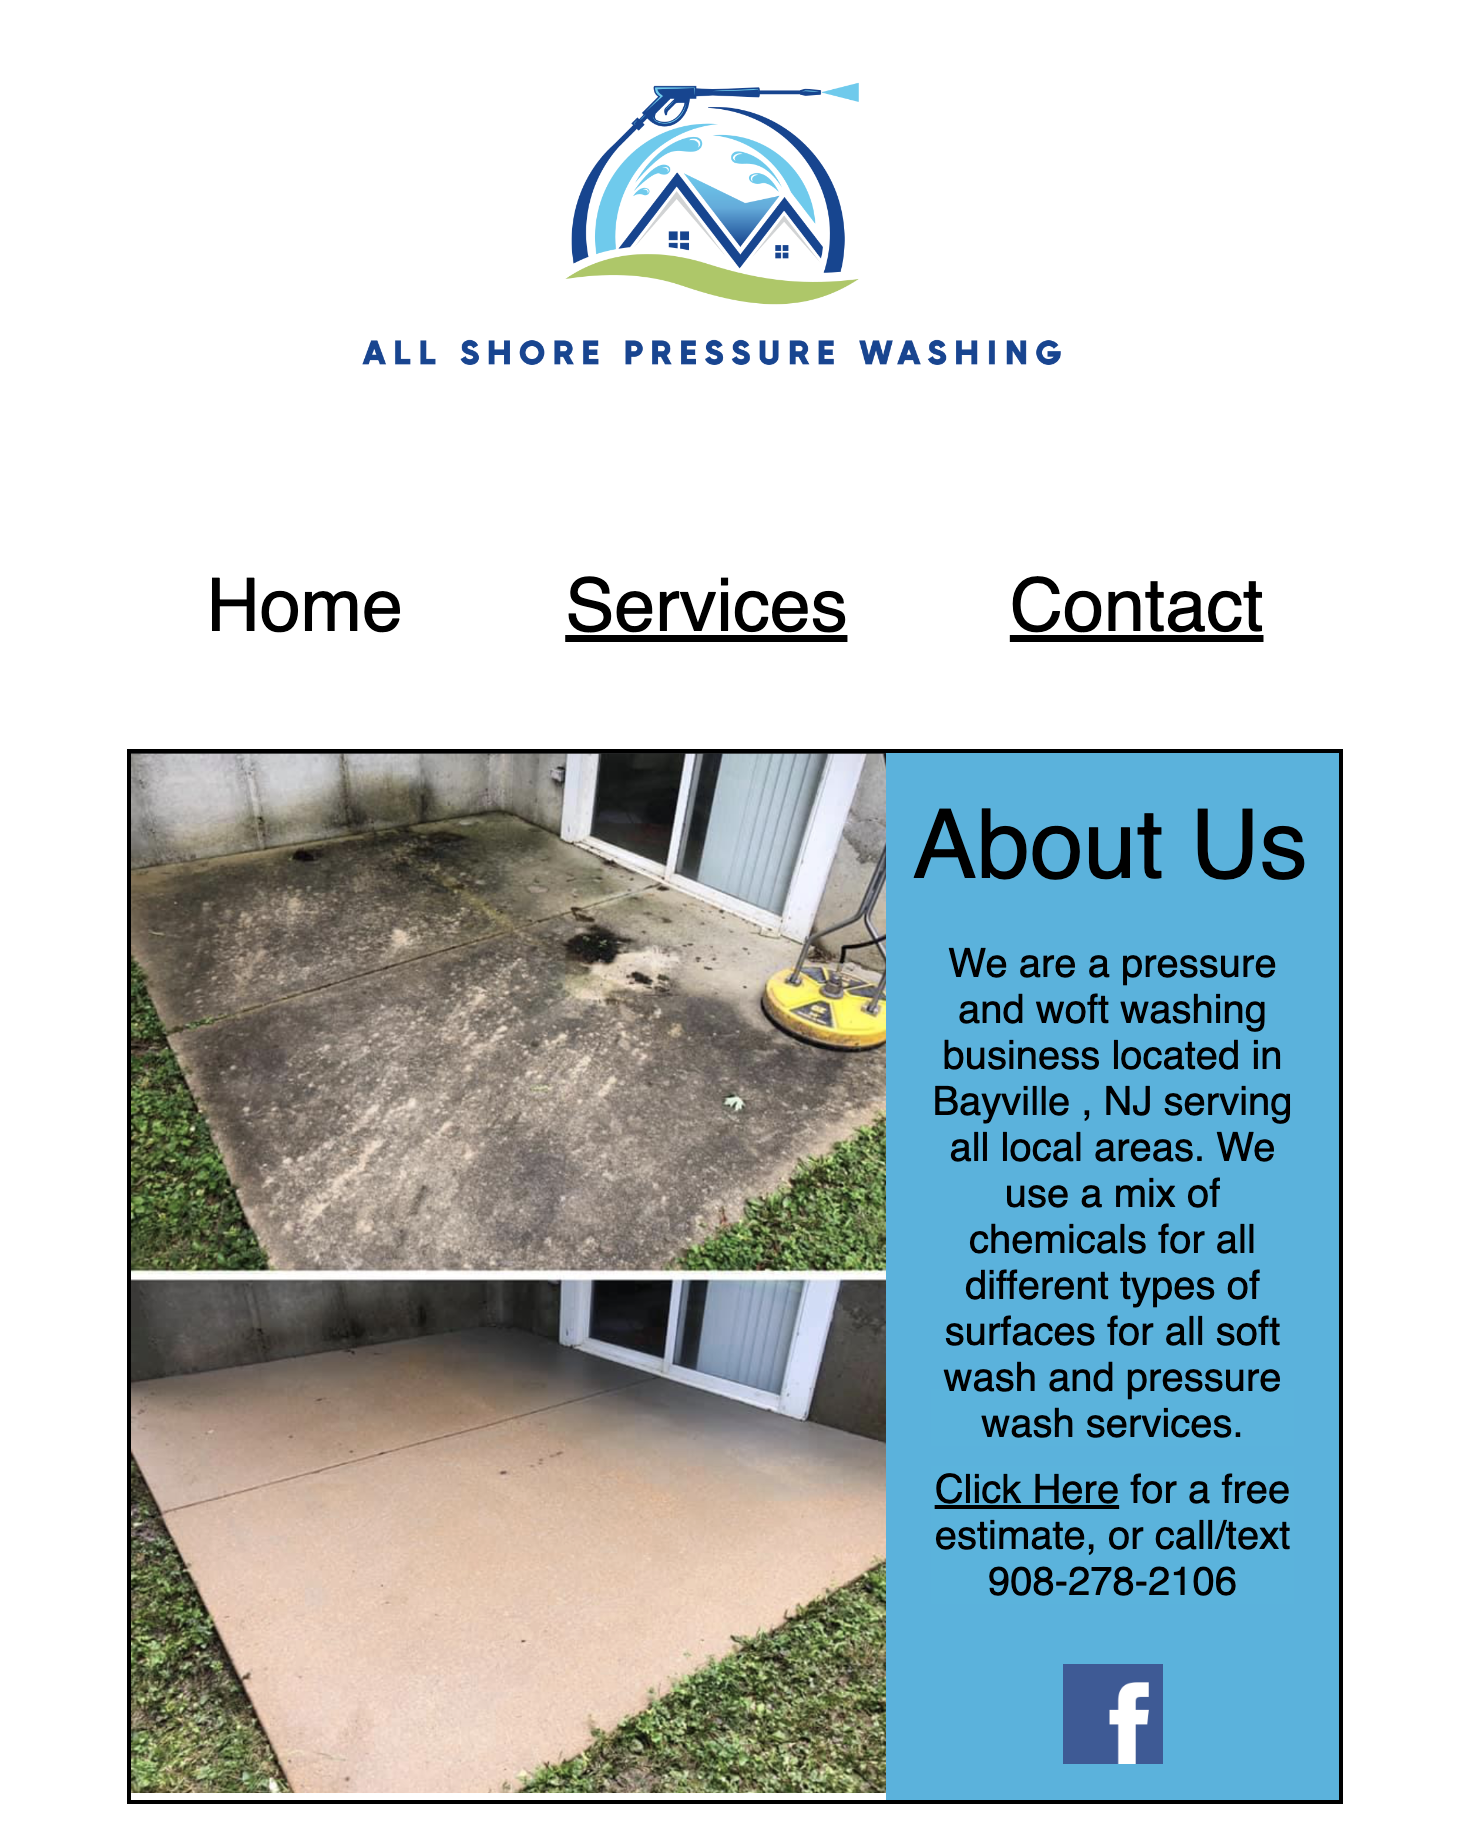 ALL SHORE PRESSURE WASHING
Home Services Contact
About Us
We are a pressure
and woft washing
business located in
Bayville , NJ serving
all local areas. We
use a mix of
chemicals for all
different types of
surfaces for all soft
wash and pressure
wash services.
Click Here for a free
estimate, or call/text
908-278-2106
f